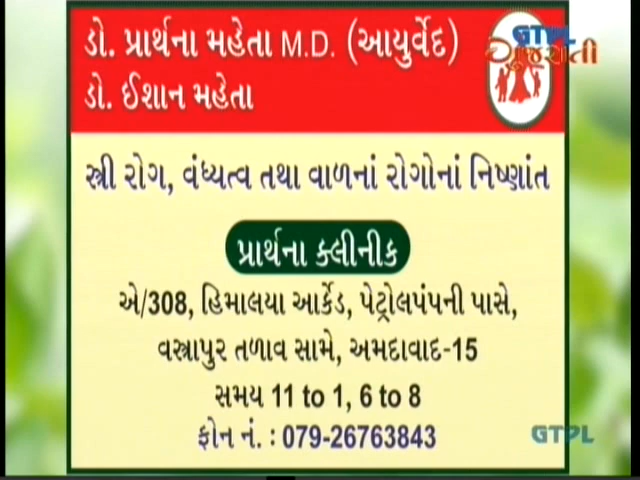 ડો. પ્રાર્થના મહેતા M.D. (આયુર્વેદ)
ડો. ઈશાન મહેતા
GTPL
ગુજરાતી
સ્ત્રી રોગ, વંધ્યત્વ તથા વાળનાં રોગોનાં નિષ્ણાંત
પ્રાર્થના ક્લીનીક
એ/308, હિમાલયા આર્કેડ, પેટ્રોલપંપની પાસે,
વસ્ત્રાપુર તળાવ સામે, અમદાવાદ-15
સમય 11 to 1, 6 to 8
ફોન નં. : 079-26763843
GTPL